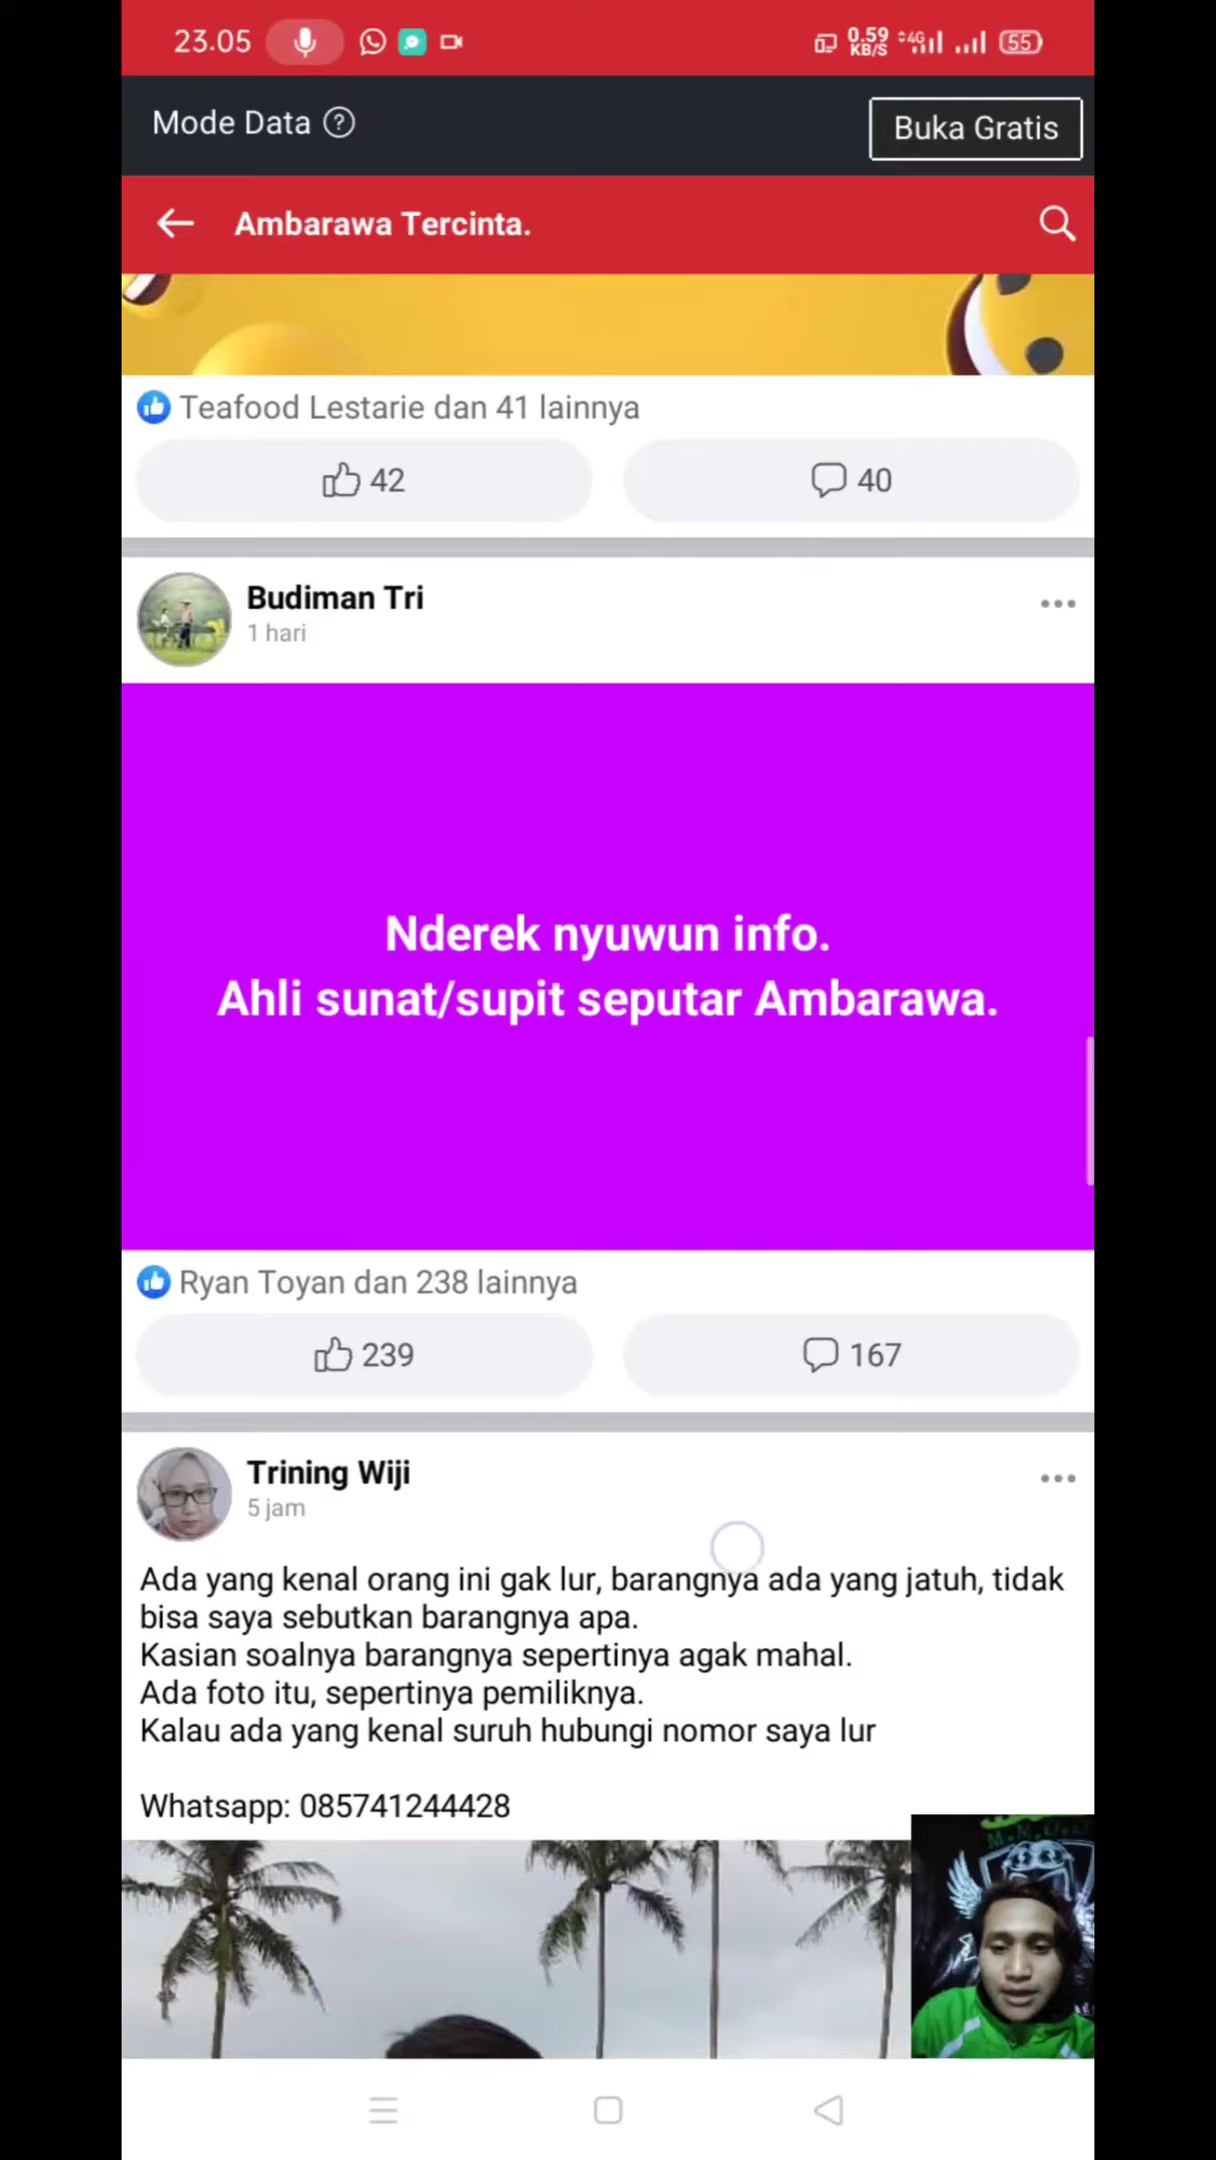 23.05
0.59
KB/S
4G
55
Mode Data ?
Buka Gratis
Ambarawa Tercinta.
Teafood Lestarie dan 41 lainnya
42
40
Budiman Tri
1 hari
Nderek nyuwun info.
Ahli sunat/supit seputar Ambarawa.
Ryan Toyan dan 238 lainnya
239
167
Trining Wiji
5 jam
Ada yang kenal orang ini gak lur, barangnya ada yang jatuh, tidak
bisa saya sebutkan barangnya apa.
Kasian soalnya barangnya sepertinya agak mahal.
Ada foto itu, sepertinya pemiliknya.
Kalau ada yang kenal suruh hubungi nomor saya lur
Whatsapp: 085741244428